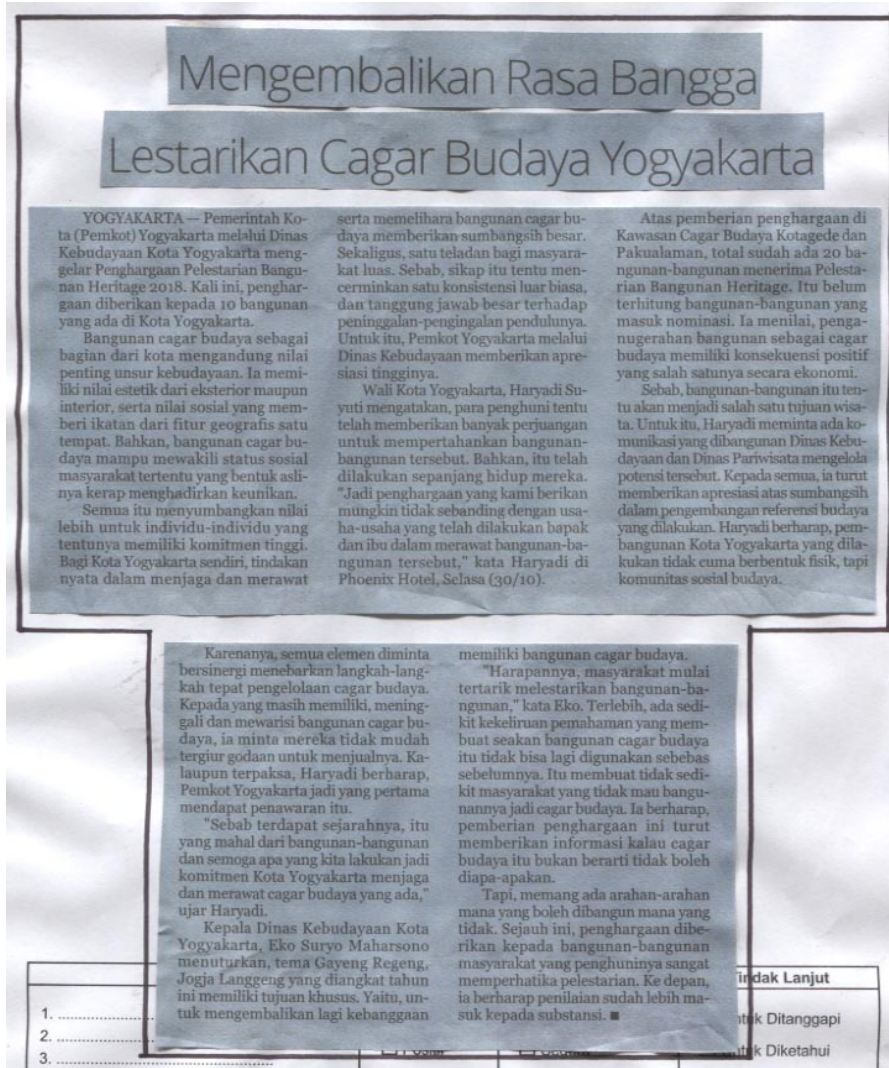 Mengembalikan Rasa Bangga
Lestarikan Cagar Budaya Yogyakarta
YOGYAKARTA — Pemerintah Ko-
ta (Pemkot) Yogyakarta melalui Dinas
Kebudayaan Kota Yogyakarta meng-
gelar Penghargaan Pelestarian Bangu-
nan Heritage 2018. Kali ini, penghar-
gaan diberikan kepada 10 bangunan
yang ada di Kota Yogyakarta.
Bangunan cagar budaya sebagai
bagian dari kota mengandung nilai
penting unsur kebudayaan. Ia memi-
liki nilai estetik dari eksterior maupun
interior, serta nilai sosial yang mem-
beri ikatan dari fitur geografis satu
tempat. Bahkan, bangunan cagar bu-
daya mampu mewakili status sosial
masyarakat tertentu yang bentuk asli-
nya kerap menghadirkan keunikan.
Semua itu menyumbangkan nilai
lebih untuk individu-individu yang
tentunya memiliki komitmen tinggi.
Bagi Kota Yogyakarta sendiri, tindakan
nyata dalam menjaga dan merawat
serta memelihara bangunan cagar bu-
daya memberikan sumbangsih besar.
Sekaligus, satu teladan bagi masyara-
kat luas. Sebab, sikap itu tentu men-
cerminkan satu konsistensi luar biasa,
dan tanggung jawab besar terhadap
peninggalan-pengingalan pendulunya.
Untuk itu, Pemkot Yogyakarta melalui
Dinas Kebudayaan memberikan apre-
siasi tingginya.
Wali Kota Yogyakarta, Haryadi Su-
yuti mengatakan, para penghuni tentu
telah memberikan banyak perjuangan
untuk mempertahankan bangunan-
bangunan tersebut. Bahkan, itu telah
dilakukan sepanjang hidup mereka.
"Jadi penghargaan yang kami berikan
mungkin tidak sebanding dengan usa-
ha-usaha yang telah dilakukan bapak
dan ibu dalam merawat bangunan-ba-
ngunan tersebut," kata Haryadi di
Phoenix Hotel, Selasa (30/10).
Atas pemberian penghargaan di
Kawasan Cagar Budaya Kotagede dan
Pakualaman, total sudah ada 20 ba-
ngunan-bangunan menerima Pelesta-
rian Bangunan Heritage. Itu belum
terhitung bangunan-bangunan yang
masuk nominasi. Ia menilai, penga-
nugerahan bangunan sebagai cagar
budaya memiliki konsekuensi positif
yang salah satunya secara ekonomi.
Sebab, bangunan-bangunan itu ten-
tu akan menjadi salah satu tujuan wisa-
ta. Untuk itu, Haryadi meminta ada ko-
munikasi yang dibangun Dinas Kebu-
dayaan dan Dinas Pariwisata mengelola
potensi tersebut. Kepada semua, ia turut
memberikan apresiasi atas sumbangsih
dalam pengembangan referensi budaya
yang dilakukan. Haryadi berharap, pem-
bangunan Kota Yogyakarta yang dila-
kukan tidak cuma berbentuk fisik, tapi
komunitas sosial budaya.
Karenanya, semua elemen diminta
bersinergi menebarkan langkah-lang-
kah tepat pengelolaan cagar budaya.
Kepada yang masih memiliki, mening-
gali dan mewarisi bangunan cagar bu-
daya, ia minta mereka tidak mudah
tergiur godaan untuk menjualnya. Ka-
laupun terpaksa, Haryadi berharap,
Pemkot Yogyakarta jadi yang pertama
mendapat penawaran itu.
"Sebab terdapat sejarahnya, itu
yang mahal dari bangunan-bangunan
dan semoga apa yang kita lakukan jadi
komitmen Kota Yogyakarta menjaga
dan merawat cagar budaya yang ada,"
ujar Haryadi.
Kepala Dinas Kebudayaan Kota
Yogyakarta, Eko Suryo Maharsono
menuturkan, tema Gayeng Regeng,
Jogja Langgeng yang diangkat tahun
ini memiliki tujuan khusus. Yaitu, un-
tuk mengembalikan lagi kebanggaan
memiliki bangunan cagar budaya.
"Harapannya, masyarakat mulai
tertarik melestarikan bangunan-ba-
ngunan," kata Eko. Terlebih, ada sedi-
kit kekeliruan pemahaman yang mem-
buat seakan bangunan cagar budaya
itu tidak bisa lagi digunakan sebebas
sebelumnya. Itu membuat tidak sedi-
kit masyarakat yang tidak mau bangu-
nannya jadi cagar budaya. Ia berharap,
pemberian penghargaan ini turut
memberikan informasi kalau cagar
budaya itu bukan berarti tidak boleh
diapa-apakan.
Tapi, memang ada arahan-arahan
mana yang boleh dibangun mana yang
tidak. Sejauh ini, penghargaan dibe-
rikan kepada bangunan-bangunan
masyarakat yang penghuninya sangat
memperhatika pelestarian. Ke depan,
ia berharap penilaian sudah lebih ma-
suk kepada substansi. ■
Tindak Lanjut
1.
2.
3.
Ditanggapi
Diketahui